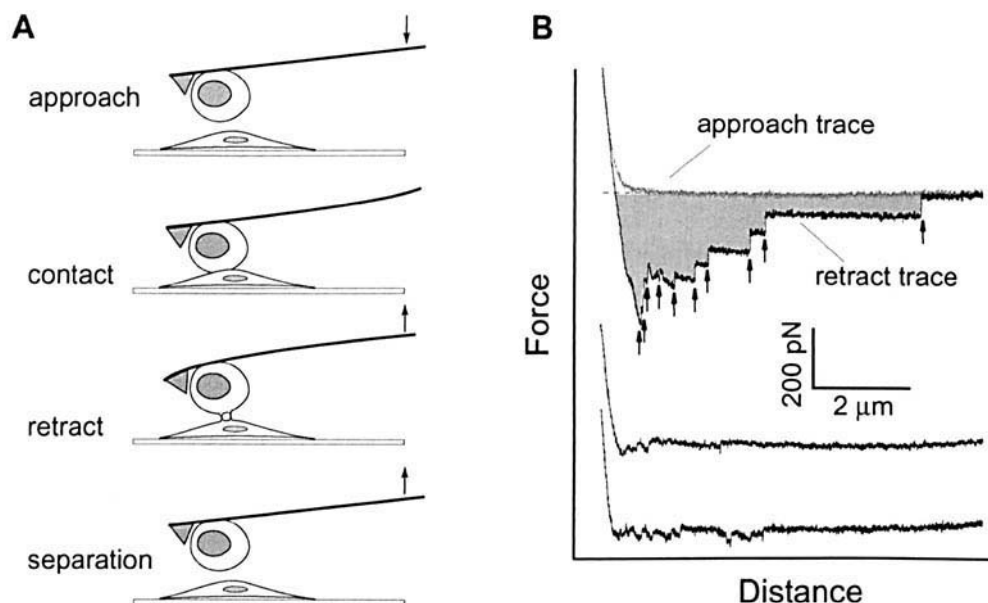 A
approach
contact
retract
separation
B
approach trace
retract trace
Force
200 pN
2 μm
Distance